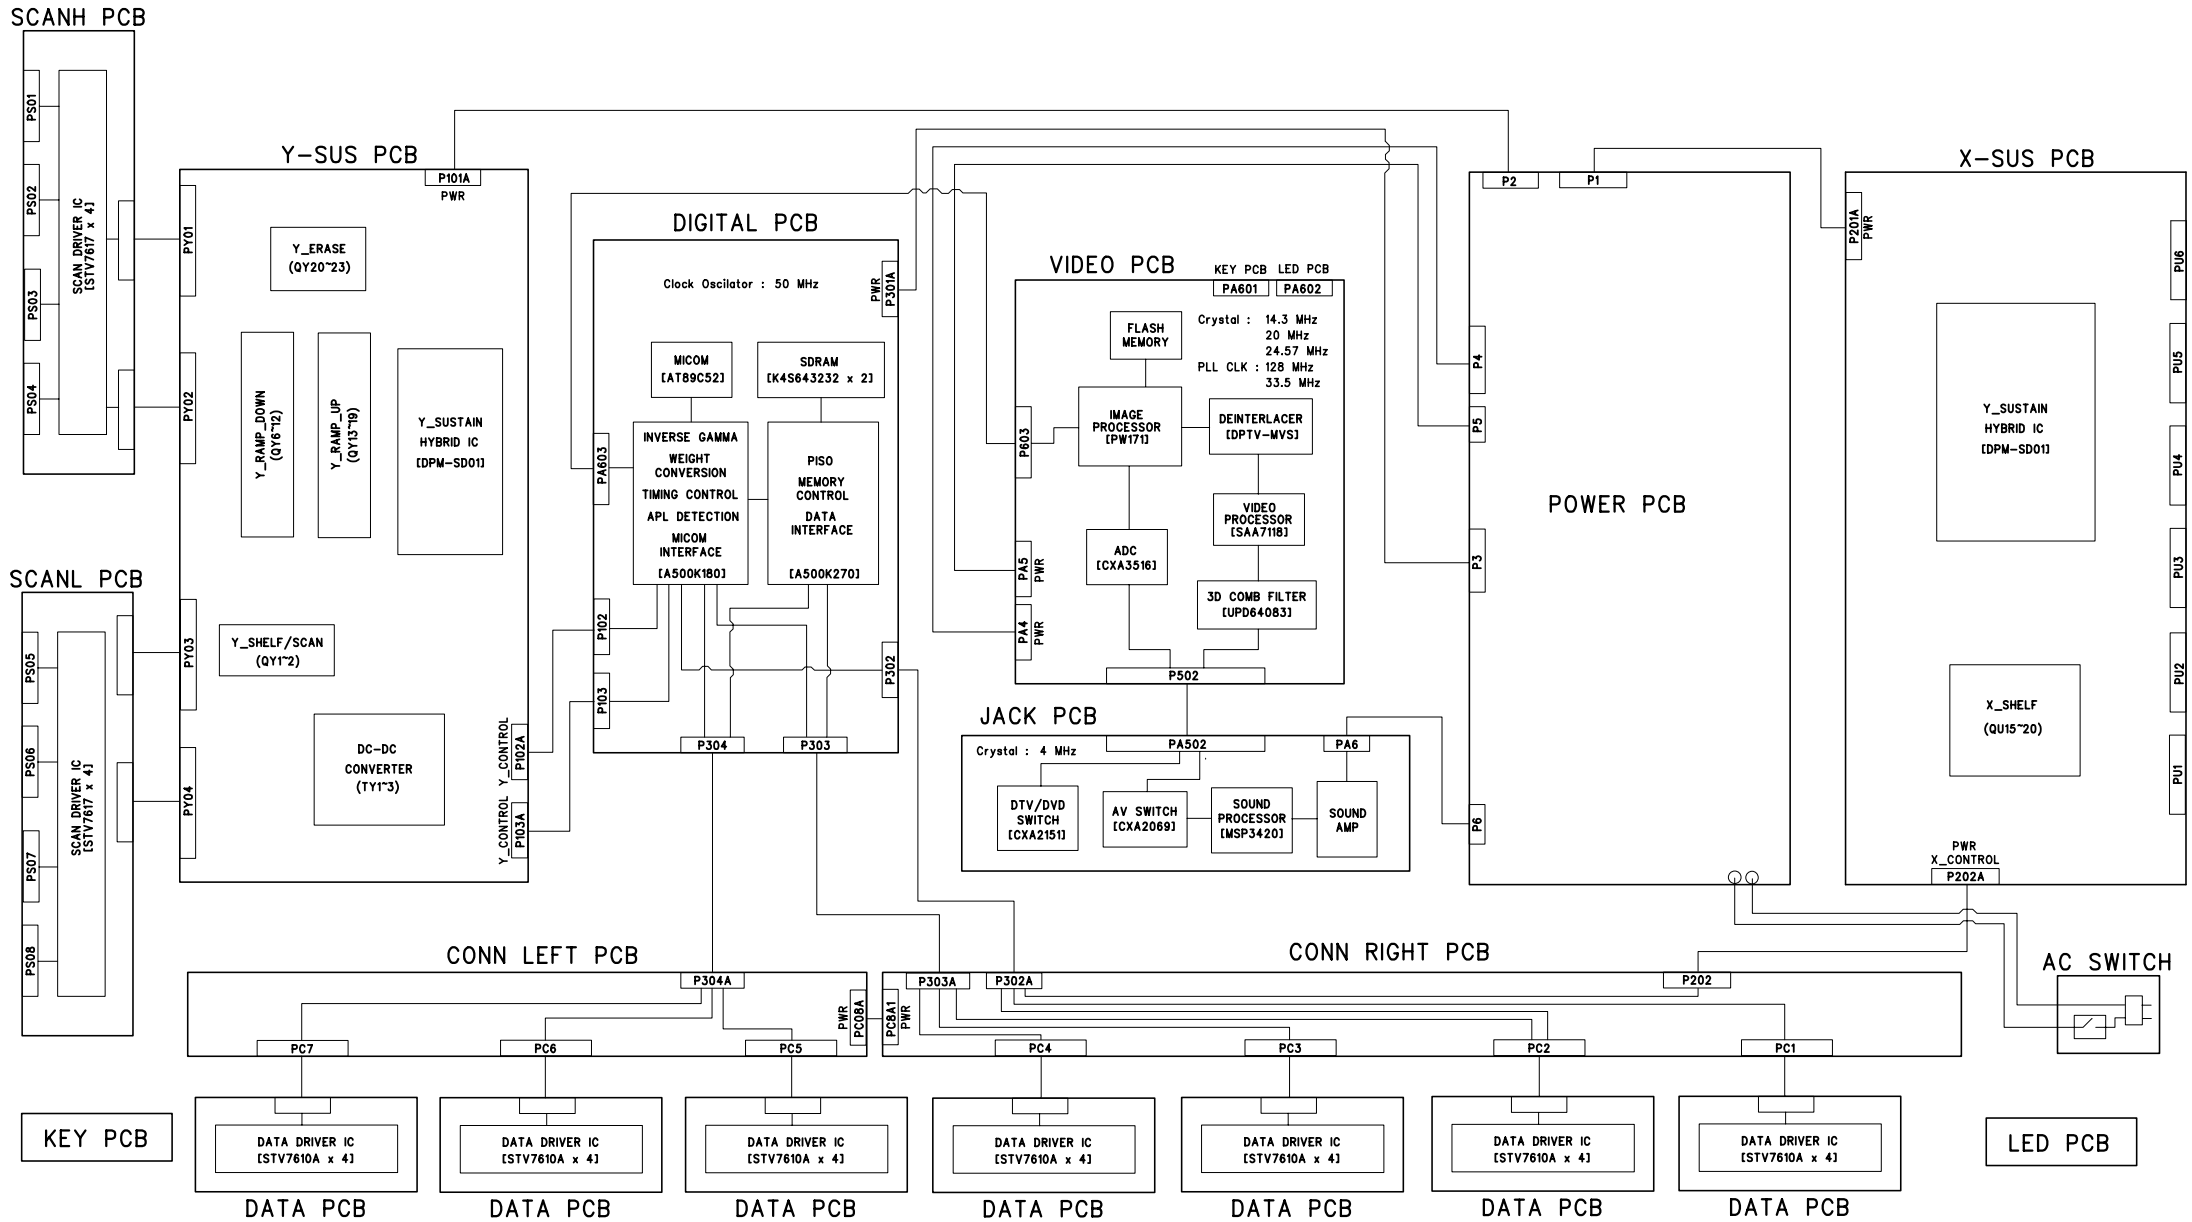 SCANH PCB
PS01
PS02
PS03
PS04
SCAN DRIVER IC
[STV7617 x 4]
SCANL PCB
PS05
PS06
PS07
PS08
SCAN DRIVER IC
[STV7617 x 4]
Y-SUS PCB
P101A
PWR
PY01
PY02
PY03
PY04
Y_ERASE
(QY20~23)
Y_RAMP_DOWN
(QY6~12)
Y_RAMP_UP
(QY13~19)
Y_SUSTAIN
HYBRID IC
[DPM-SD01]
Y_SHELF/SCAN
(QY1~2)
DC-DC
CONVERTER
(TY1~3)
Y_CONTROL
P102A
Y_CONTROL
P103A
DIGITAL PCB
Clock Oscilator : 50 MHz
PWR
P301A
MICOM
[AT89C52]
SDRAM
[K4S643232 x 2]
PA603
INVERSE GAMMA
WEIGHT
CONVERSION
TIMING CONTROL
APL DETECTION
MICOM
INTERFACE
[A500K180]
PISO
MEMORY
CONTROL
DATA
INTERFACE
[A500K270]
P102
P103
P302
P304
P303
VIDEO PCB
KEY PCB
LED PCB
PA601
PA602
FLASH
MEMORY
Crystal : 14.3 MHz
20 MHz
24.57 MHz
PLL CLK : 128 MHz
33.5 MHz
P603
IMAGE
PROCESSOR
[PW171]
DEINTERLACER
[DPTV-MVS]
VIDEO
PROCESSOR
[SAA7118]
ADC
[CXA3516]
3D COMB FILTER
[UPD64083]
PA5
PWR
PA4
PWR
P502
JACK PCB
Crystal : 4 MHz
PA502
PA6
DTV/DVD
SWITCH
[CXA2151]
AV SWITCH
[CXA2069]
SOUND
PROCESSOR
[MSP3420]
SOUND
AMP
POWER PCB
P2
P1
P4
P5
P3
P6
X-SUS PCB
P201A
PWR
PU6
PU5
PU4
PU3
PU2
PU1
Y_SUSTAIN
HYBRID IC
[DPM-SD01]
X_SHELF
(QU15~20)
PWR
X_CONTROL
P202A
CONN LEFT PCB
P304A
PWR
PC08A
PC7
PC6
PC5
CONN RIGHT PCB
P303A
P302A
P202
PC8A1
PWR
PC4
PC3
PC2
PC1
AC SWITCH
KEY PCB
DATA DRIVER IC
[STV7610A x 4]
DATA PCB
DATA DRIVER IC
[STV7610A x 4]
DATA PCB
DATA DRIVER IC
[STV7610A x 4]
DATA PCB
DATA DRIVER IC
[STV7610A x 4]
DATA PCB
DATA DRIVER IC
[STV7610A x 4]
DATA PCB
DATA DRIVER IC
[STV7610A x 4]
DATA PCB
DATA DRIVER IC
[STV7610A x 4]
DATA PCB
LED PCB